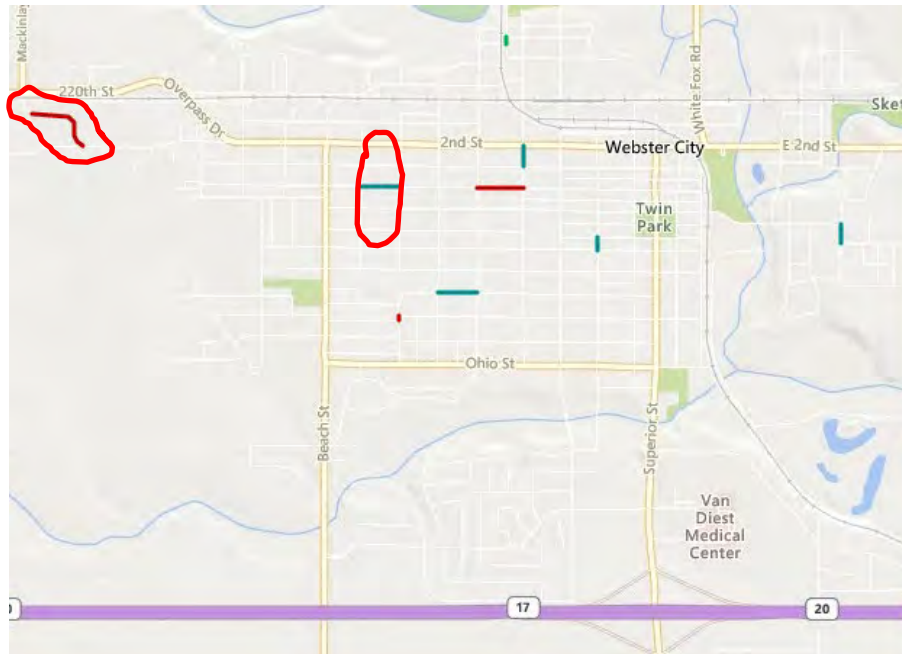 Mackinlay
220th St
Overpass Dr
2nd St
Webster City
White Fox Rd
E 2nd St
Sket
Twin
Park
Ohio St
Beach St
Superior St
Van
Diest
Medical
Center
17
20